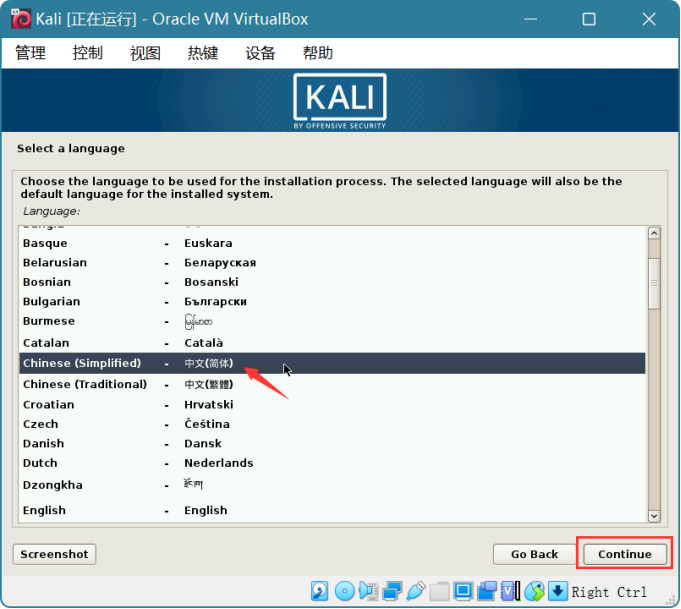 Kali [正在运行] - Oracle VM VirtualBox
管理 控制 视图 热键 设备 帮助
KALI
BY OFFENSIVE SECURITY
Select a language
Choose the language to be used for the installation process. The selected language will also be the
default language for the installed system.
Language:
Basque - Euskara
Belarusian - Беларуская
Bosnian - Bosanski
Bulgarian - Български
Burmese - မြန်မာစာ
Catalan - Català
Chinese (Simplified) - 中文(简体)
Chinese (Traditional) - 中文(繁體)
Croatian - Hrvatski
Czech - Čeština
Danish - Dansk
Dutch - Nederlands
Dzongkha - རྫོང་ཁ།
English - English
Screenshot Go Back Continue
Right Ctrl